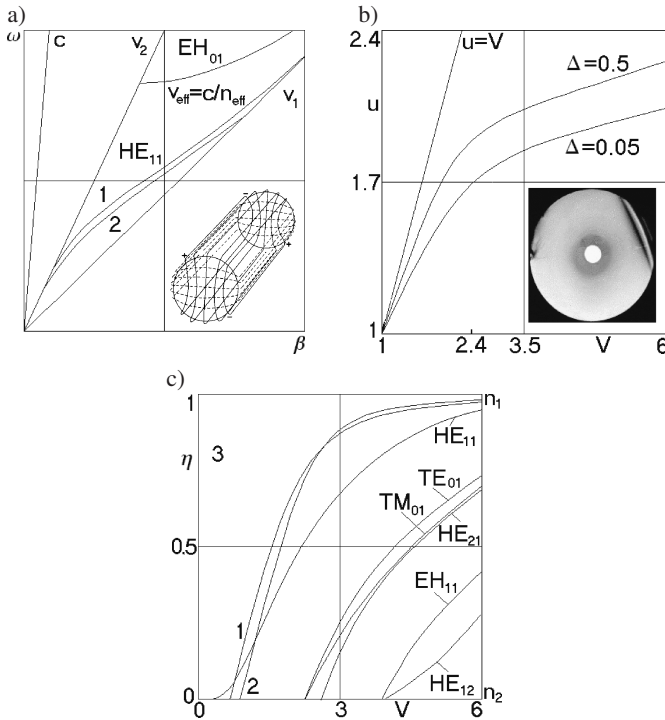 a)
ω
c
v₂
EH₀₁
v_eff=c/n_eff
v₁
HE₁₁
1
2
-
+
+
-
β
b)
2.4
u=V
Δ=0.5
u
Δ=0.05
1.7
1
1
2.4
3.5
V
6
c)
1
n₁
3
HE₁₁
η
TE₀₁
TM₀₁
0.5
HE₂₁
EH₁₁
1
2
HE₁₂
0
n₂
0
3
V
6